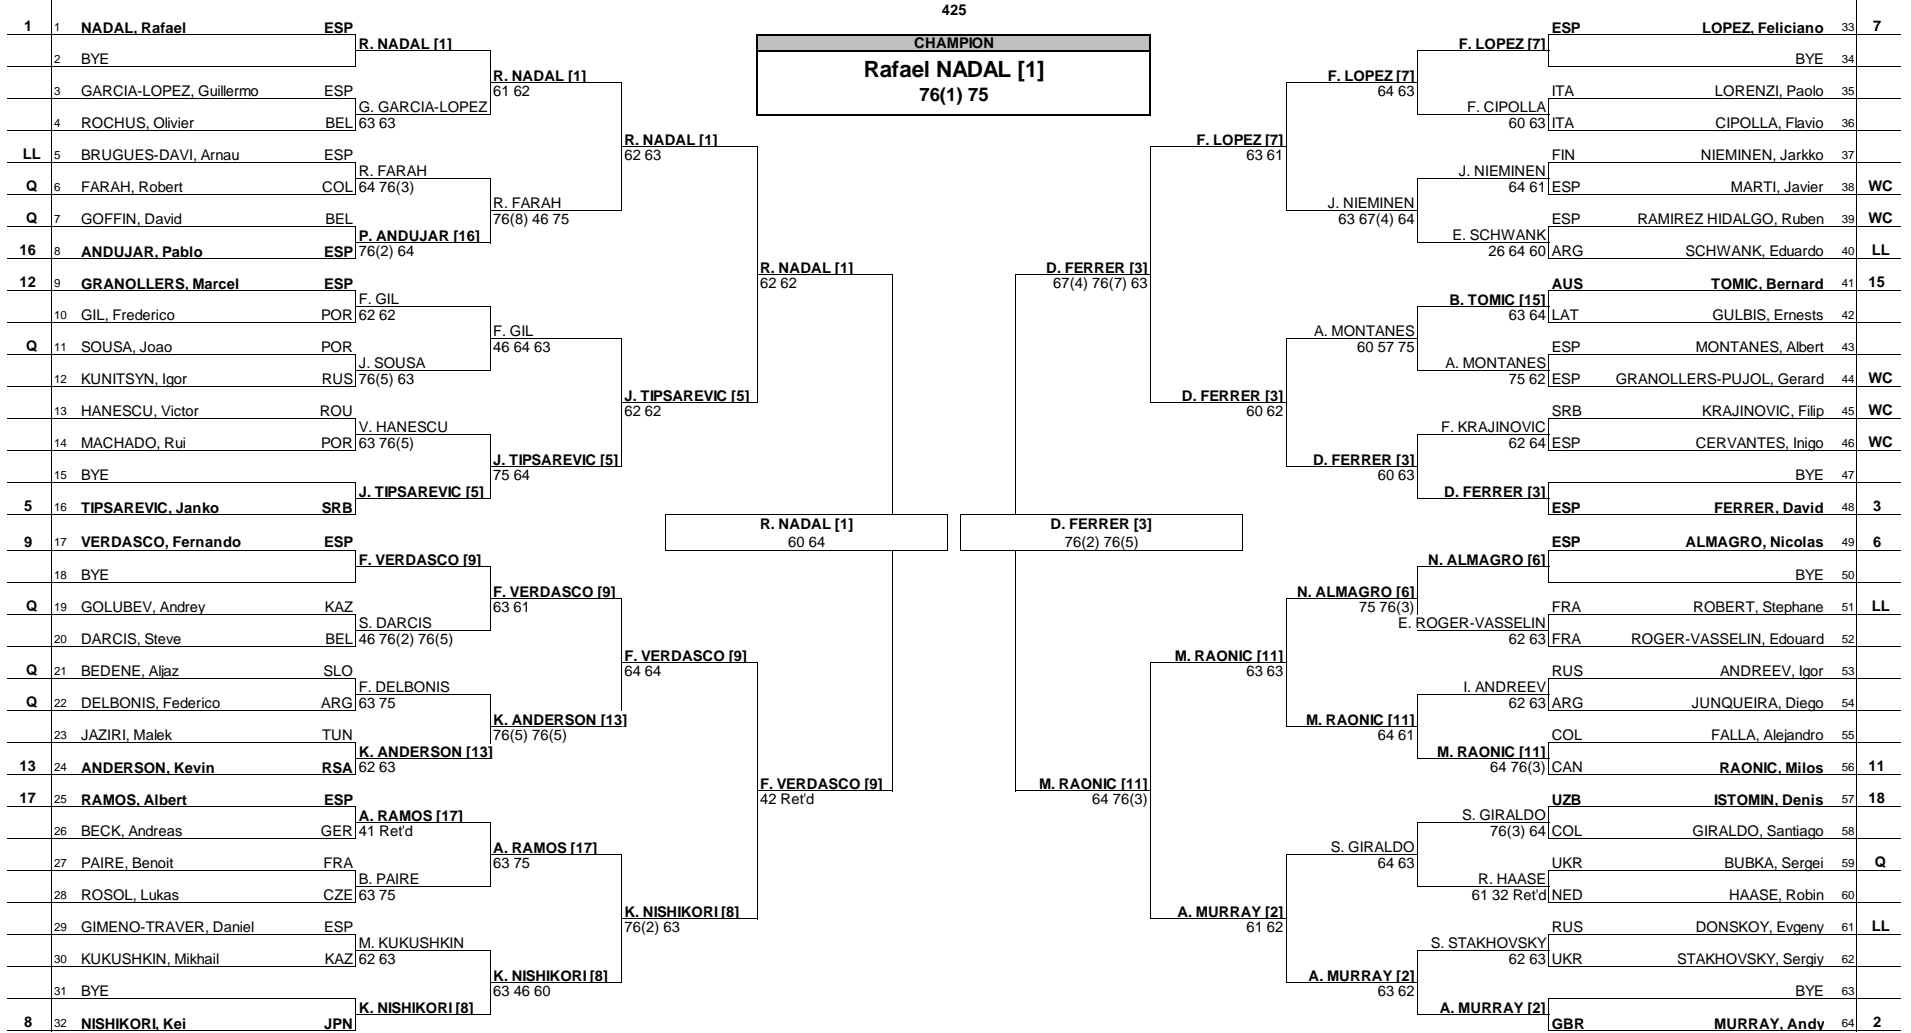 425
CHAMPION
Rafael NADAL [1]
76(1) 75
1 1 NADAL, Rafael ESP
2 BYE
3 GARCIA-LOPEZ, Guillermo ESP
4 ROCHUS, Olivier BEL
LL 5 BRUGUES-DAVI, Arnau ESP
Q 6 FARAH, Robert COL
Q 7 GOFFIN, David BEL
16 8 ANDUJAR, Pablo ESP
12 9 GRANOLLERS, Marcel ESP
10 GIL, Frederico POR
Q 11 SOUSA, Joao POR
12 KUNITSYN, Igor RUS
13 HANESCU, Victor ROU
14 MACHADO, Rui POR
15 BYE
5 16 TIPSAREVIC, Janko SRB
9 17 VERDASCO, Fernando ESP
18 BYE
Q 19 GOLUBEV, Andrey KAZ
20 DARCIS, Steve BEL
Q 21 BEDENE, Aljaz SLO
Q 22 DELBONIS, Federico ARG
23 JAZIRI, Malek TUN
13 24 ANDERSON, Kevin RSA
17 25 RAMOS, Albert ESP
26 BECK, Andreas GER
27 PAIRE, Benoit FRA
28 ROSOL, Lukas CZE
29 GIMENO-TRAVER, Daniel ESP
30 KUKUSHKIN, Mikhail KAZ
31 BYE
8 32 NISHIKORI, Kei JPN
R. NADAL [1]
G. GARCIA-LOPEZ
63 63
R. FARAH
64 76(3)
P. ANDUJAR [16]
76(2) 64
F. GIL
62 62
J. SOUSA
76(5) 63
V. HANESCU
63 76(5)
J. TIPSAREVIC [5]
F. VERDASCO [9]
S. DARCIS
46 76(2) 76(5)
F. DELBONIS
63 75
K. ANDERSON [13]
62 63
A. RAMOS [17]
41 Ret'd
B. PAIRE
63 75
M. KUKUSHKIN
62 63
K. NISHIKORI [8]
R. NADAL [1]
61 62
R. FARAH
76(8) 46 75
F. GIL
46 64 63
J. TIPSAREVIC [5]
75 64
F. VERDASCO [9]
63 61
K. ANDERSON [13]
76(5) 76(5)
A. RAMOS [17]
63 75
K. NISHIKORI [8]
63 46 60
R. NADAL [1]
62 63
J. TIPSAREVIC [5]
62 62
F. VERDASCO [9]
64 64
K. NISHIKORI [8]
76(2) 63
R. NADAL [1]
62 62
F. VERDASCO [9]
42 Ret'd
R. NADAL [1]
60 64
D. FERRER [3]
76(2) 76(5)
D. FERRER [3]
67(4) 76(7) 63
M. RAONIC [11]
64 76(3)
F. LOPEZ [7]
63 61
D. FERRER [3]
60 62
M. RAONIC [11]
63 63
A. MURRAY [2]
61 62
F. LOPEZ [7]
64 63
J. NIEMINEN
63 67(4) 64
A. MONTANES
60 57 75
D. FERRER [3]
60 63
N. ALMAGRO [6]
75 76(3)
M. RAONIC [11]
64 61
S. GIRALDO
64 63
A. MURRAY [2]
63 62
F. LOPEZ [7]
F. CIPOLLA
60 63
J. NIEMINEN
64 61
E. SCHWANK
26 64 60
B. TOMIC [15]
63 64
A. MONTANES
75 62
F. KRAJINOVIC
62 64
D. FERRER [3]
N. ALMAGRO [6]
E. ROGER-VASSELIN
62 63
I. ANDREEV
62 63
M. RAONIC [11]
64 76(3)
S. GIRALDO
76(3) 64
R. HAASE
61 32 Ret'd
S. STAKHOVSKY
62 63
A. MURRAY [2]
ESP LOPEZ, Feliciano 33 7
BYE 34
ITA LORENZI, Paolo 35
ITA CIPOLLA, Flavio 36
FIN NIEMINEN, Jarkko 37
ESP MARTI, Javier 38 WC
ESP RAMIREZ HIDALGO, Ruben 39 WC
ARG SCHWANK, Eduardo 40 LL
AUS TOMIC, Bernard 41 15
LAT GULBIS, Ernests 42
ESP MONTANES, Albert 43
ESP GRANOLLERS-PUJOL, Gerard 44 WC
SRB KRAJINOVIC, Filip 45 WC
ESP CERVANTES, Inigo 46 WC
BYE 47
ESP FERRER, David 48 3
ESP ALMAGRO, Nicolas 49 6
BYE 50
FRA ROBERT, Stephane 51 LL
FRA ROGER-VASSELIN, Edouard 52
RUS ANDREEV, Igor 53
ARG JUNQUEIRA, Diego 54
COL FALLA, Alejandro 55
CAN RAONIC, Milos 56 11
UZB ISTOMIN, Denis 57 18
COL GIRALDO, Santiago 58
UKR BUBKA, Sergei 59 Q
NED HAASE, Robin 60
RUS DONSKOY, Evgeny 61 LL
UKR STAKHOVSKY, Sergiy 62
BYE 63
GBR MURRAY, Andy 64 2